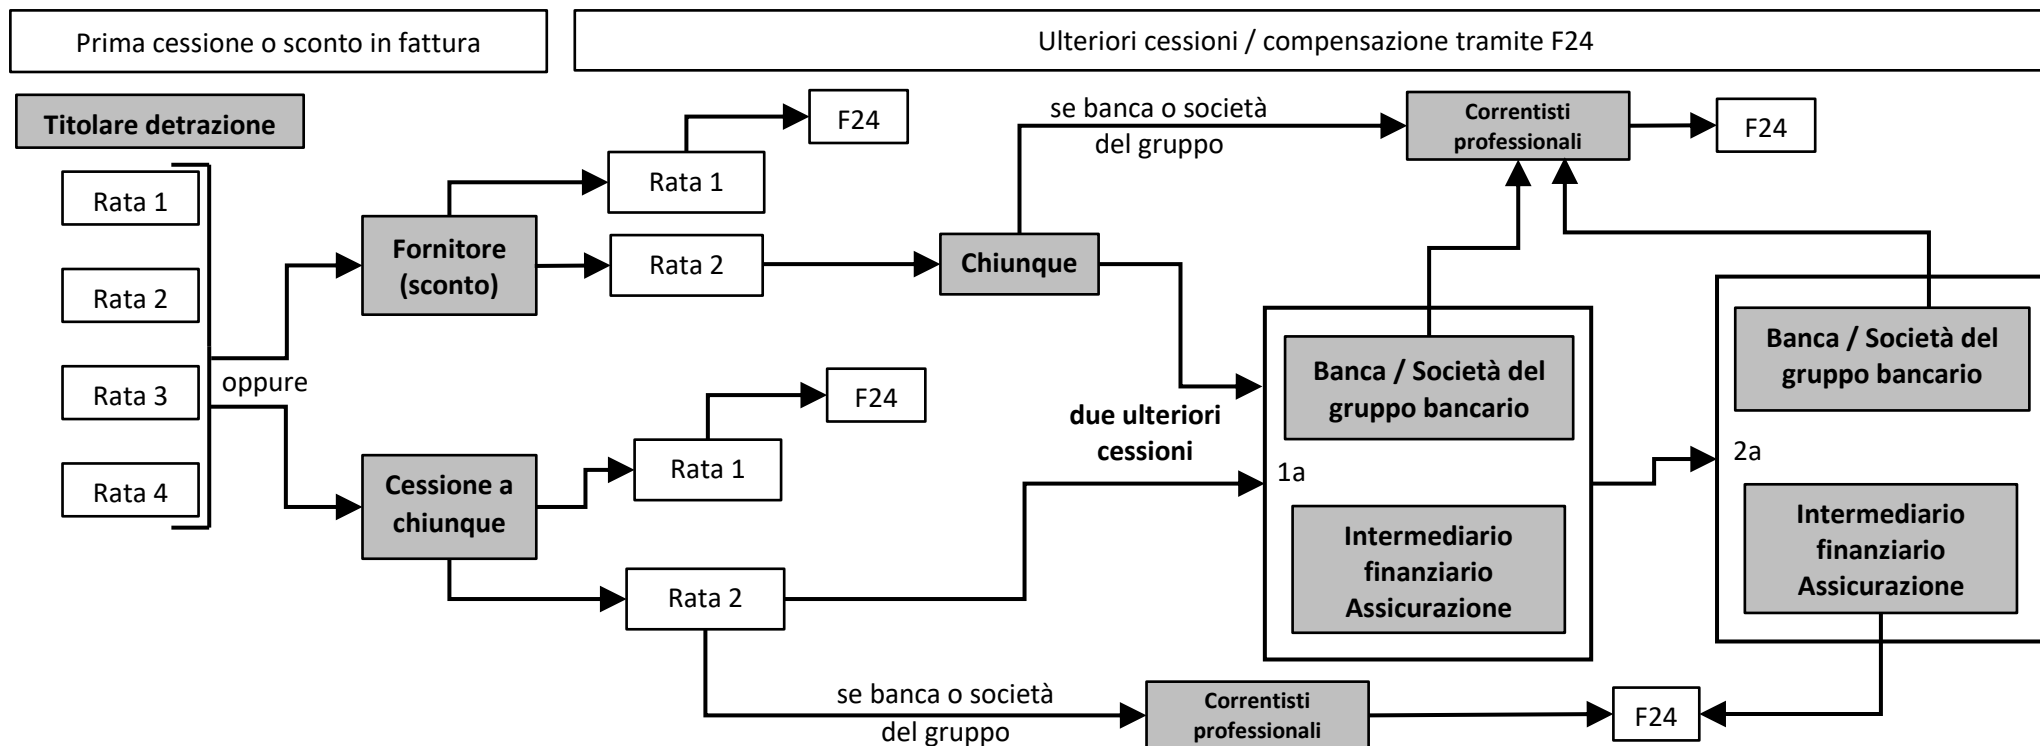 Prima cessione o sconto in fattura
Ulteriori cessioni / compensazione tramite F24
Titolare detrazione
Rata 1
Rata 2
Rata 3
Rata 4
oppure
Fornitore
(sconto)
Rata 1
F24
Rata 2
Chiunque
se banca o società
del gruppo
Correntisti
professionali
F24
Cessione a
chiunque
Rata 1
F24
Rata 2
due ulteriori
cessioni
1a
Banca / Società del
gruppo bancario
Intermediario
finanziario
Assicurazione
2a
Banca / Società del
gruppo bancario
Intermediario
finanziario
Assicurazione
se banca o società
del gruppo
Correntisti
professionali
F24